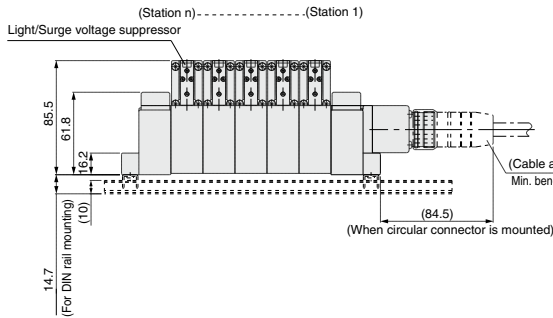 (Station n) (Station 1)
Light/Surge voltage suppressor
85.5
61.8
16.2
(Cable a
Min. ben
(84.5)
(When circular connector is mounted)
(10)
14.7
(For DIN rail mounting)